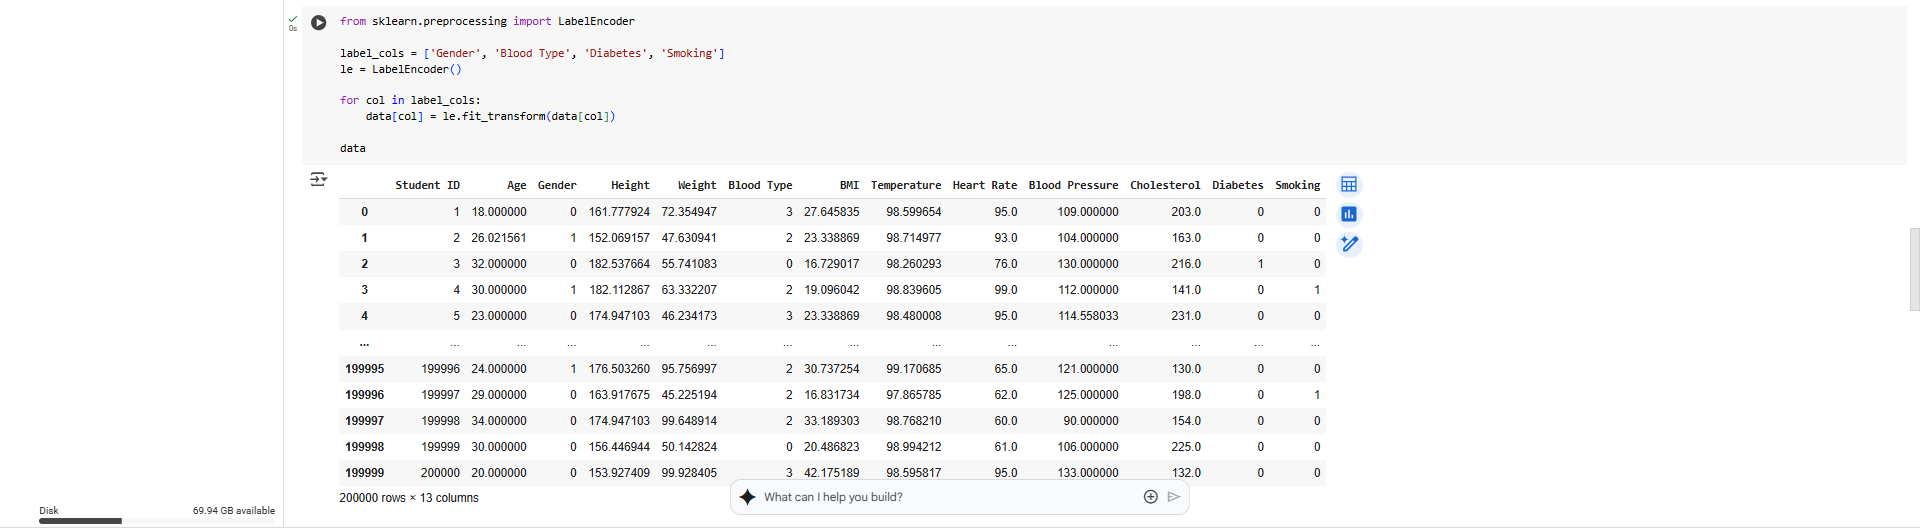 from sklearn.preprocessing import LabelEncoder
0s
label_cols = ['Gender', 'Blood Type', 'Diabetes', 'Smoking']
le = LabelEncoder()
for col in label_cols:
    data[col] = le.fit_transform(data[col])
data
Student ID Age Gender Height Weight Blood Type BMI Temperature Heart Rate Blood Pressure Cholesterol Diabetes Smoking
0 1 18.000000 0 161.777924 72.354947 3 27.645835 98.599654 95.0 109.000000 203.0 0 0
1 2 26.021561 1 152.069157 47.630941 2 23.338869 98.714977 93.0 104.000000 163.0 0 0
2 3 32.000000 0 182.537664 55.741083 0 16.729017 98.260293 76.0 130.000000 216.0 1 0
3 4 30.000000 1 182.112867 63.332207 2 19.096042 98.839605 99.0 112.000000 141.0 0 1
4 5 23.000000 0 174.947103 46.234173 3 23.338869 98.480008 95.0 114.558033 231.0 0 0
... ... ... ... ... ... ... ... ... ... ... ... ... ...
199995 199996 24.000000 1 176.503260 95.756997 2 30.737254 99.170685 65.0 121.000000 130.0 0 0
199996 199997 29.000000 0 163.917675 45.225194 2 16.831734 97.865785 62.0 125.000000 198.0 0 1
199997 199998 34.000000 0 174.947103 99.648914 2 33.189303 98.768210 60.0 90.000000 154.0 0 0
199998 199999 30.000000 0 156.446944 50.142824 0 20.486823 98.994212 61.0 106.000000 225.0 0 0
199999 200000 20.000000 0 153.927409 99.928405 3 42.175189 98.595817 95.0 133.000000 132.0 0 0
200000 rows × 13 columns
What can I help you build?
Disk 69.94 GB available